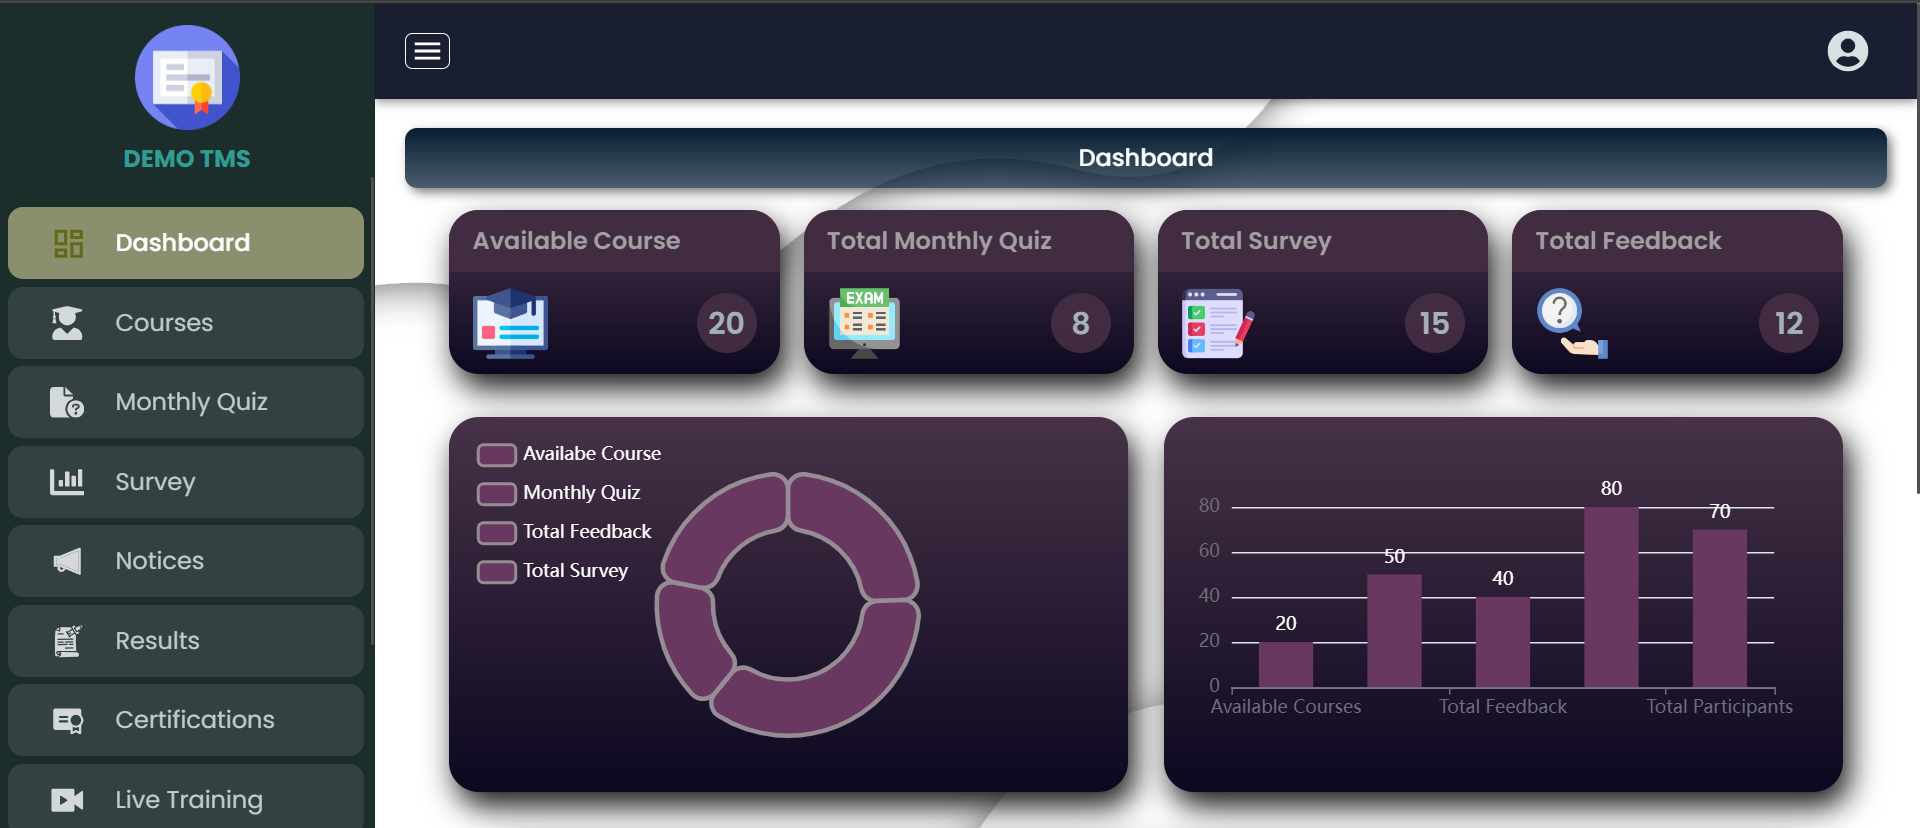 DEMO TMS
Dashboard
Courses
Monthly Quiz
Survey
Notices
Results
Certifications
Live Training
Dashboard
Available Course
20
Total Monthly Quiz
EXAM
8
Total Survey
15
Total Feedback
?
12
Availabe Course
Monthly Quiz
Total Feedback
Total Survey
80
60
40
20
0
20
50
40
80
70
Available Courses
Total Feedback
Total Participants